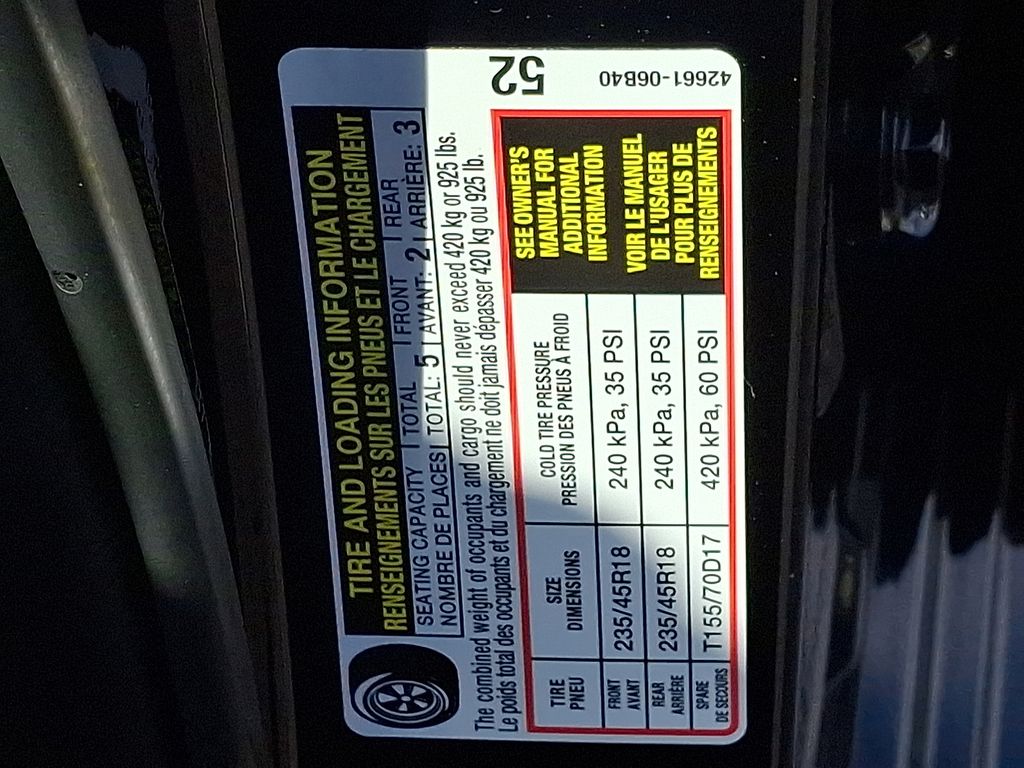 TIRE AND LOADING INFORMATION
RENSEIGNEMENTS SUR LES PNEUS ET LE CHARGEMENT
SEATING CAPACITY | TOTAL | FRONT | REAR
NOMBRE DE PLACES | TOTAL: 5 | AVANT: 2 | ARRIÈRE: 3
The combined weight of occupants and cargo should never exceed 420 kg or 925 lbs.
Le poids total des occupants et du chargement ne doit jamais dépasser 420 kg ou 925 lb.
TIRE SIZE COLD TIRE PRESSURE
PNEU DIMENSIONS PRESSION DES PNEUS À FROID
FRONT
AVANT 235/45R18 240 kPa, 35 PSI
REAR
ARRIÈRE 235/45R18 240 kPa, 35 PSI
SPARE
DE SECOURS T155/70D17 420 kPa, 60 PSI
SEE OWNER'S
MANUAL FOR
ADDITIONAL
INFORMATION
VOIR LE MANUEL
DE L'USAGER
POUR PLUS DE
RENSEIGNEMENTS
52
42661-06B40